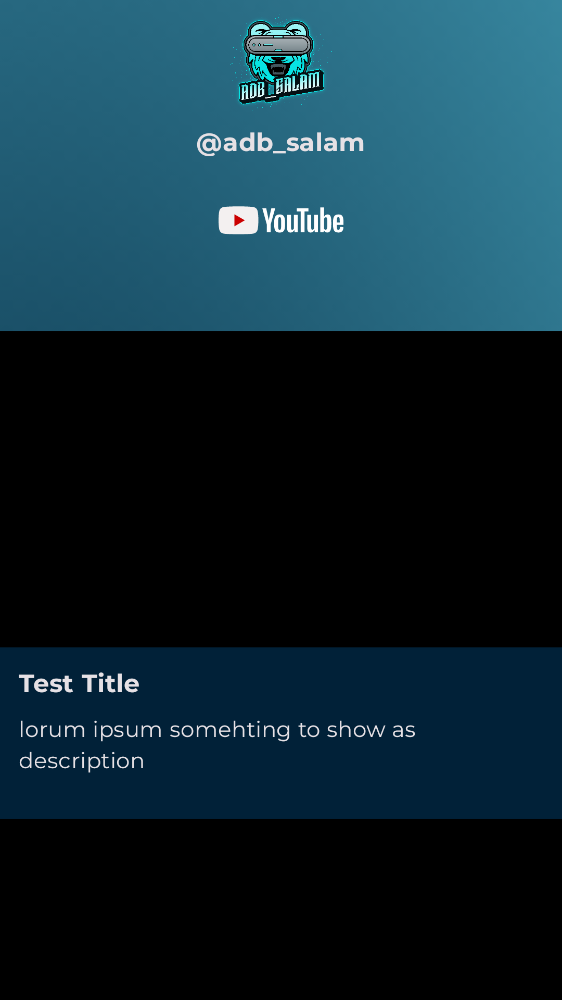 ADB_SALAM
@adb_salam
YouTube
Test Title
lorum ipsum somehting to show as
description